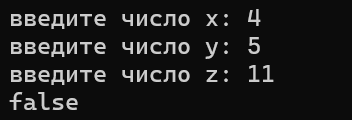 введите число x: 4
введите число y: 5
введите число z: 11
false